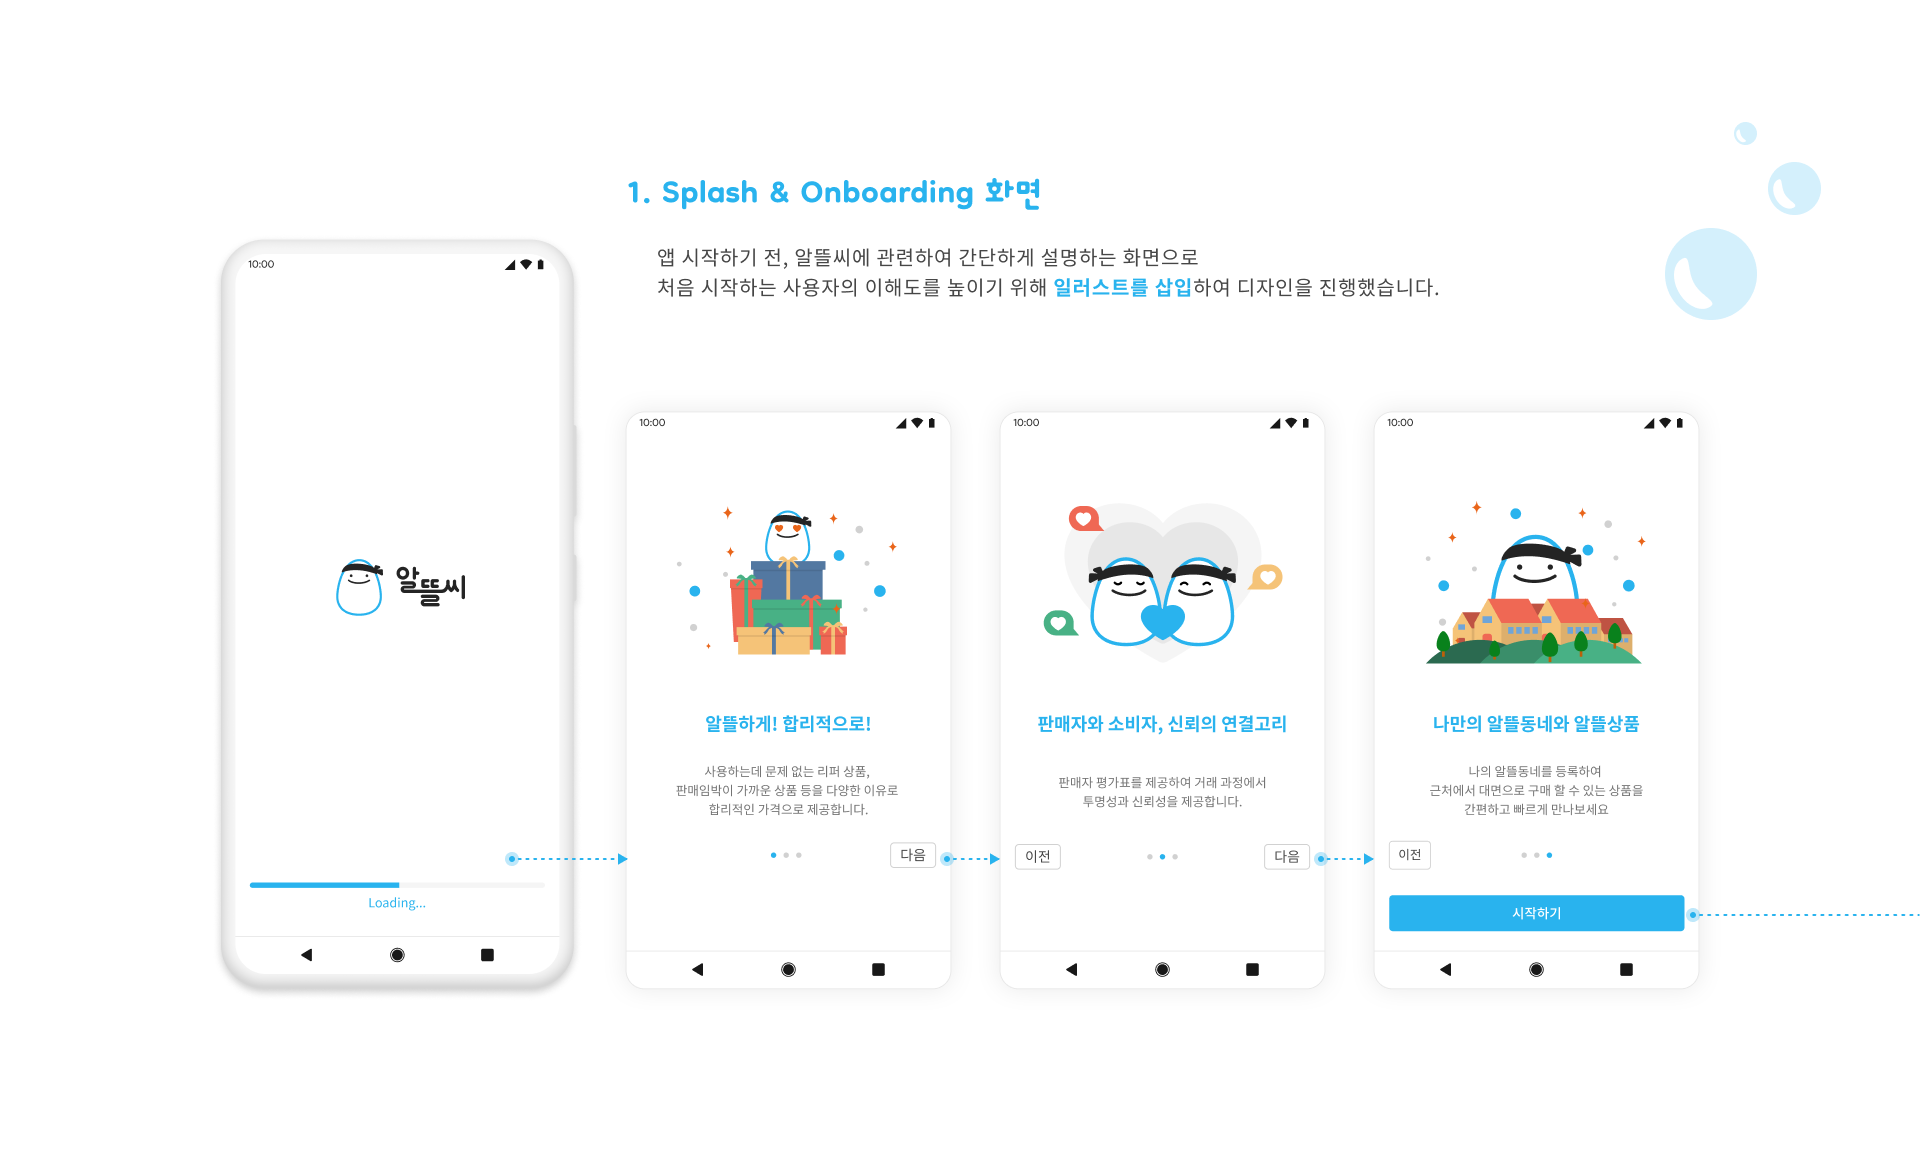 1. Splash & Onboarding 화면
앱 시작하기 전, 알뜰씨에 관련하여 간단하게 설명하는 화면으로
처음 시작하는 사용자의 이해도를 높이기 위해 일러스트를 삽입하여 디자인을 진행했습니다.
10:00
알뜰씨
Loading...
10:00
알뜰하게! 합리적으로!
사용하는데 문제 없는 리퍼 상품,
판매임박이 가까운 상품 등을 다양한 이유로
합리적인 가격으로 제공합니다.
다음
10:00
판매자와 소비자, 신뢰의 연결고리
판매자 평가표를 제공하여 거래 과정에서
투명성과 신뢰성을 제공합니다.
이전
다음
10:00
나만의 알뜰동네와 알뜰상품
나의 알뜰동네를 등록하여
근처에서 대면으로 구매 할 수 있는 상품을
간편하고 빠르게 만나보세요
이전
시작하기